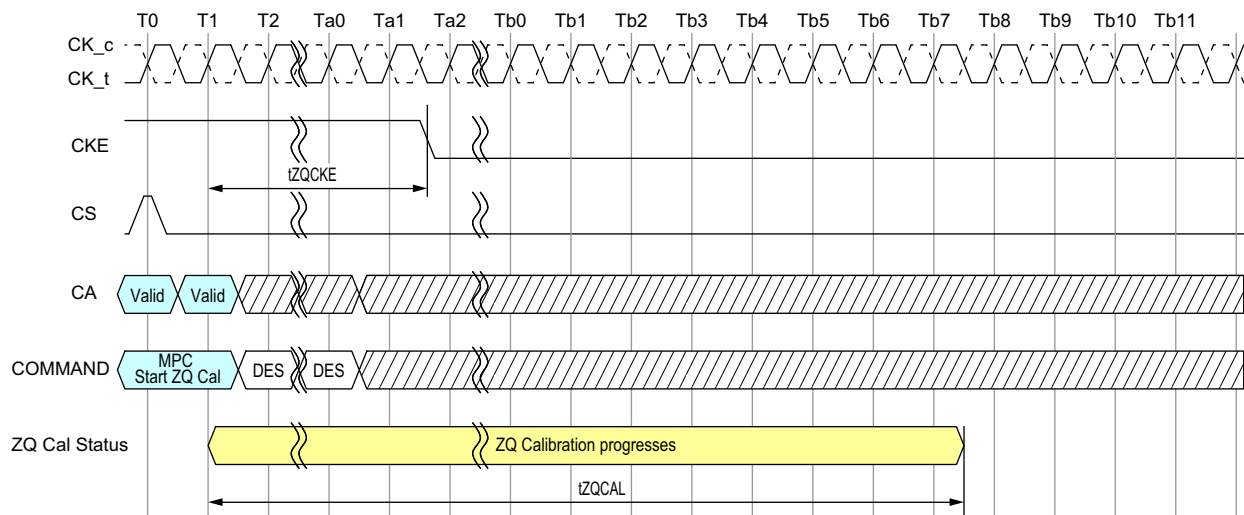 T0 T1 T2 Ta0 Ta1 Ta2 Tb0 Tb1 Tb2 Tb3 Tb4 Tb5 Tb6 Tb7 Tb8 Tb9 Tb10 Tb11
CK_c
CK_t
CKE
tZQCKE
CS
CA Valid Valid
COMMAND MPC Start ZQ Cal DES DES
ZQ Cal Status ZQ Calibration progresses
tZQCAL